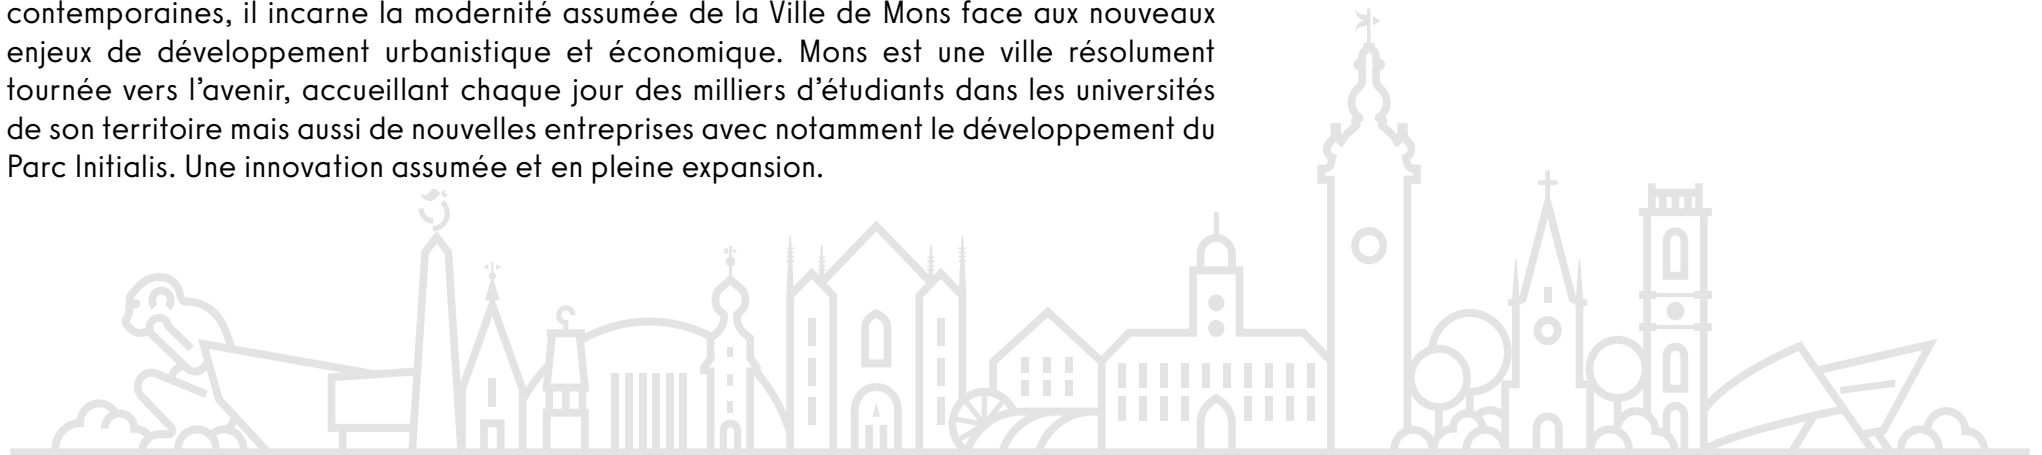 contemporaines, il incarne la modernité assumée de la Ville de Mons face aux nouveaux
enjeux de développement urbanistique et économique. Mons est une ville résolument
tournée vers l’avenir, accueillant chaque jour des milliers d’étudiants dans les universités
de son territoire mais aussi de nouvelles entreprises avec notamment le développement du
Parc Initialis. Une innovation assumée et en pleine expansion.